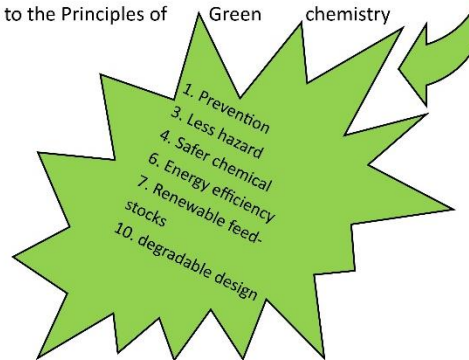 to the Principles of Green chemistry
1. Prevention
3. Less hazard
4. Safer chemical
6. Energy efficiency
7. Renewable feed-
stocks
10. degradable design